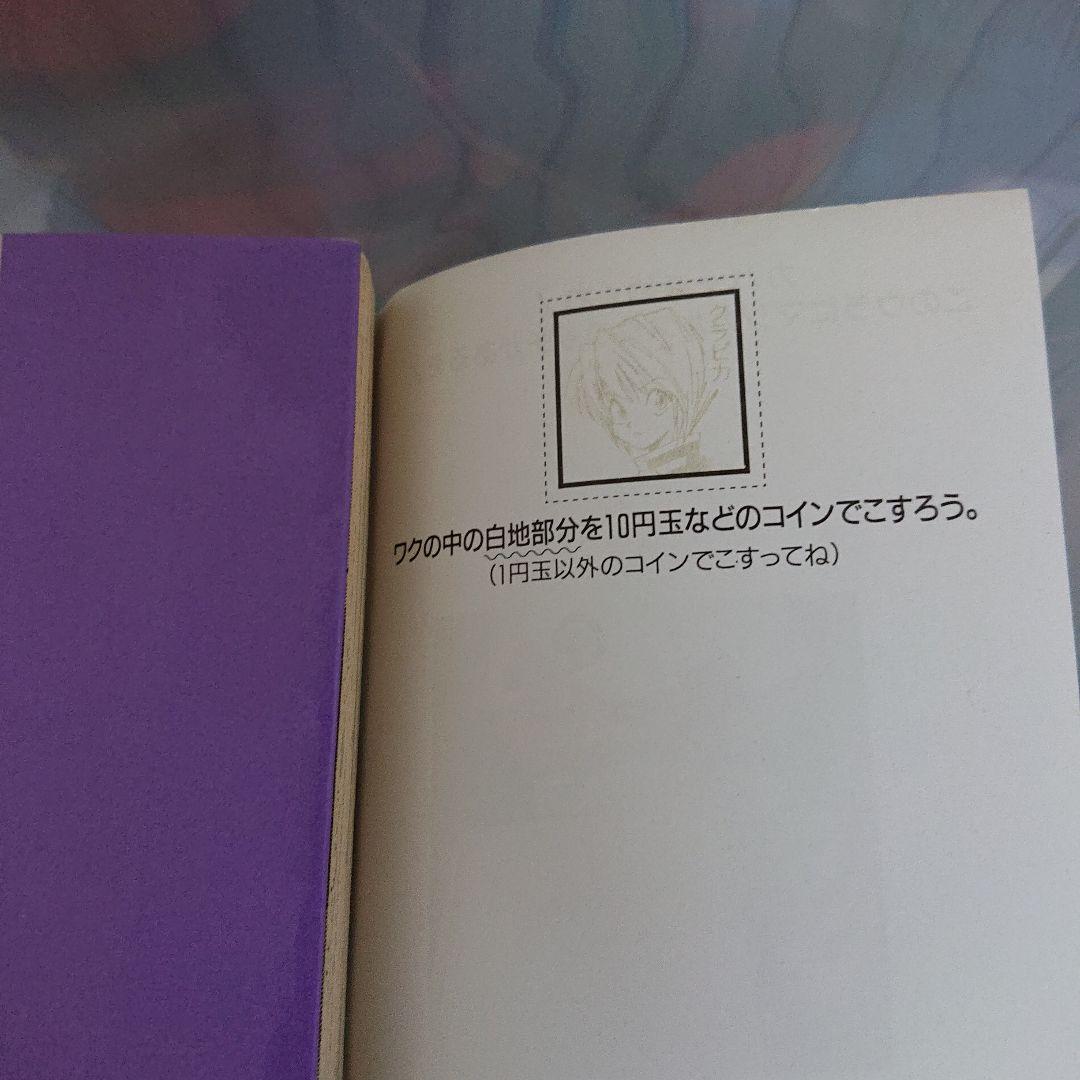 クラピカ
ワクの中の白地部分を10円玉などのコインでこすろう。
(1円玉以外のコインでこすってね)